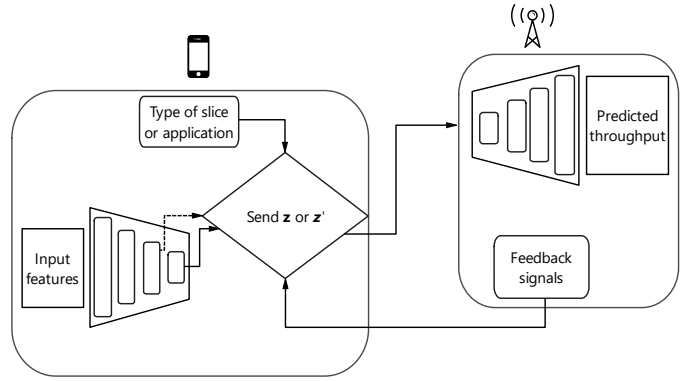 Type of slice
or application
Predicted
throughput
Send z or z'
Input
features
Feedback
signals